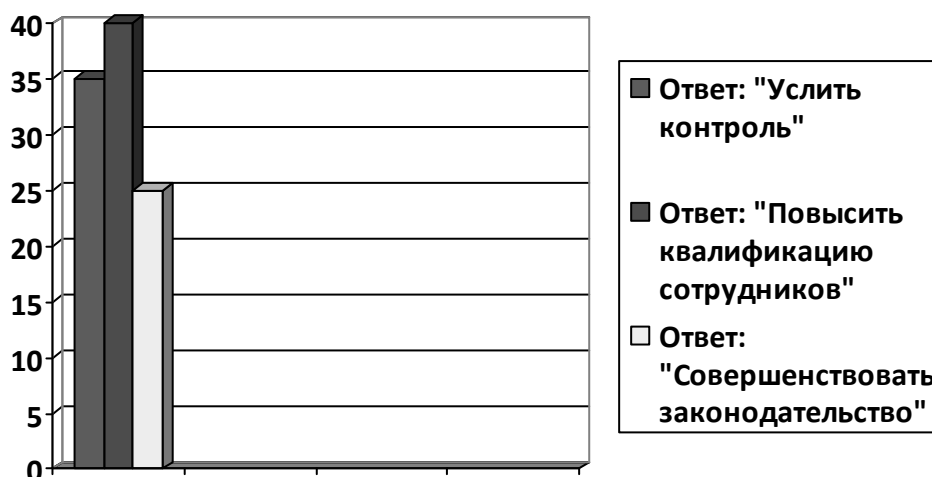 40
35
30
25
20
15
10
5
0
Ответ: "Услить
контроль"
Ответ: "Повысить
квалификацию
сотрудников"
Ответ:
"Совершенствовать
законодательство"